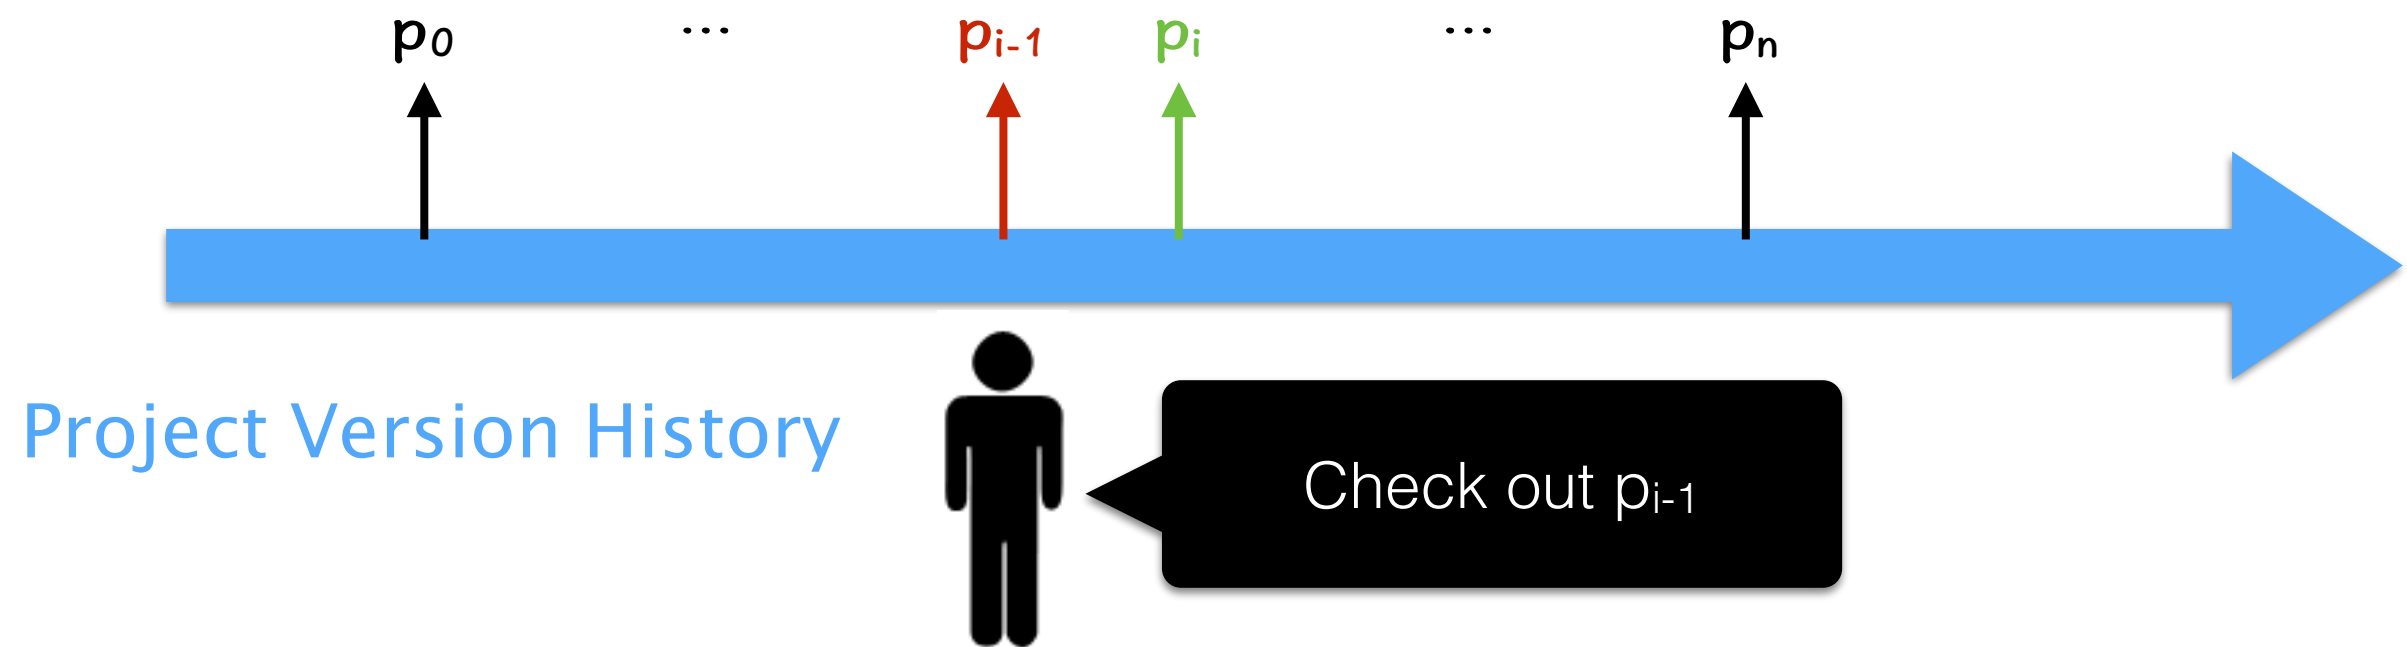 p₀ ... pᵢ₋₁ pᵢ ... pₙ
Project Version History
Check out pᵢ₋₁